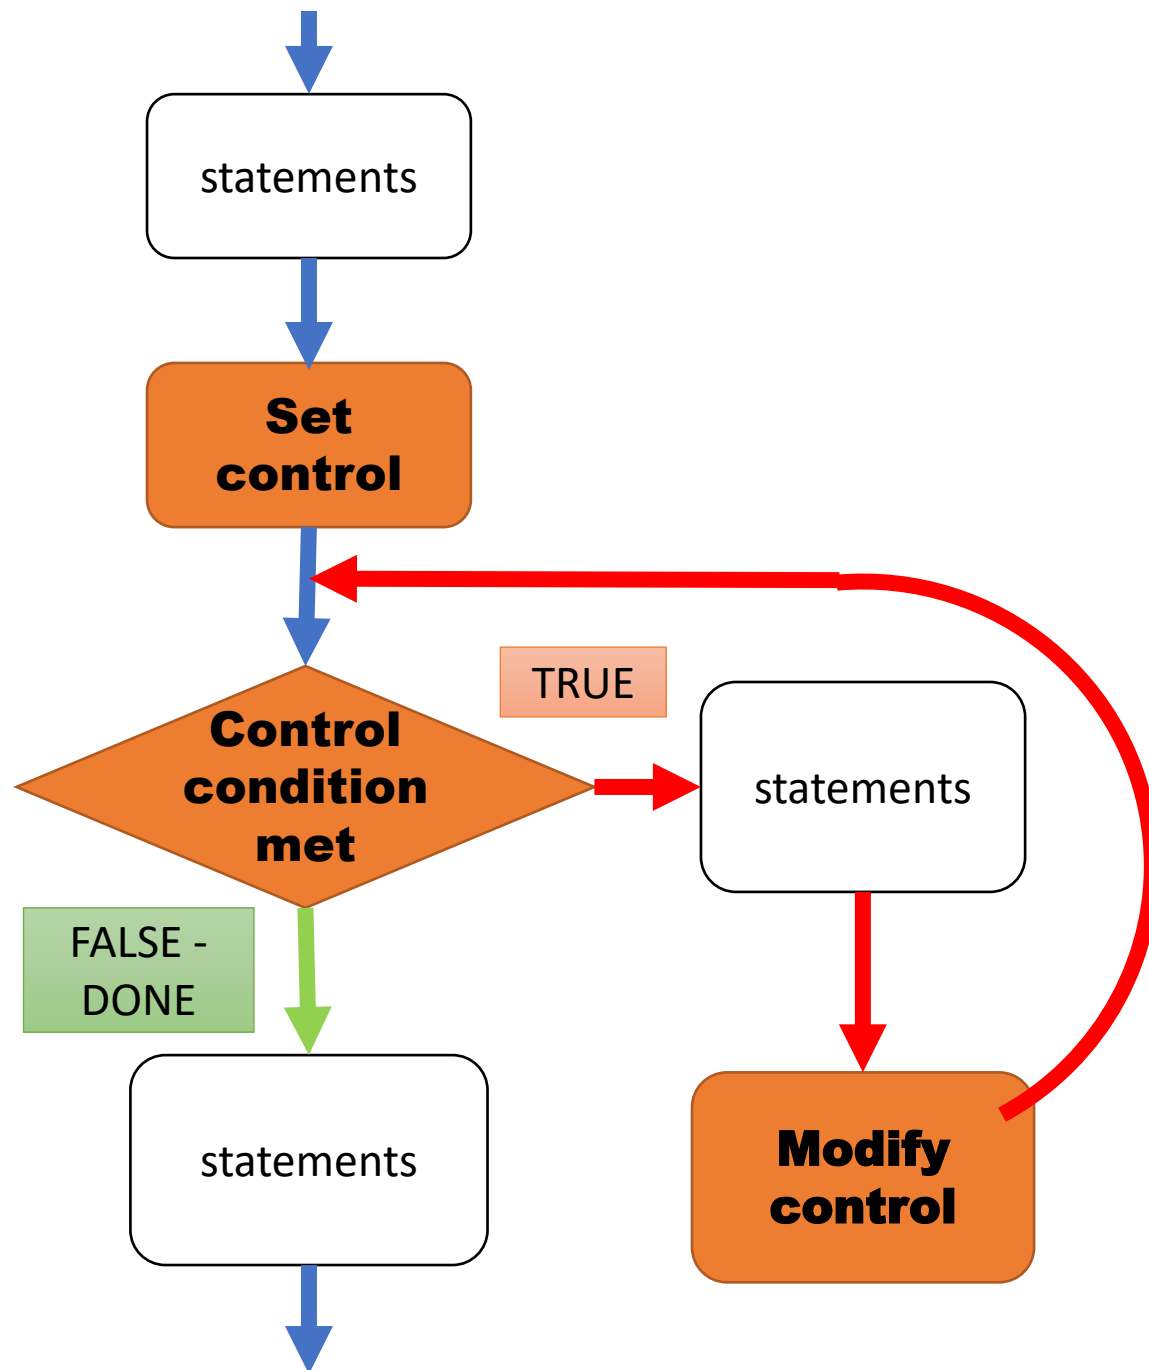 statements
Set
control
TRUE
Control
condition
met
statements
FALSE -
DONE
statements
Modify
control